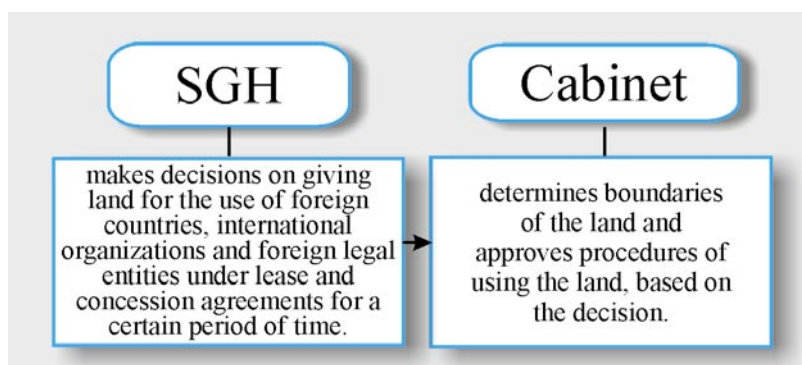 SGH
makes decisions on giving
land for the use of foreign
countries, international
organizations and foreign legal
entities under lease and
concession agreements for a
certain period of time.
Cabinet
determines boundaries
of the land and
approves procedures of
using the land, based on
the decision.